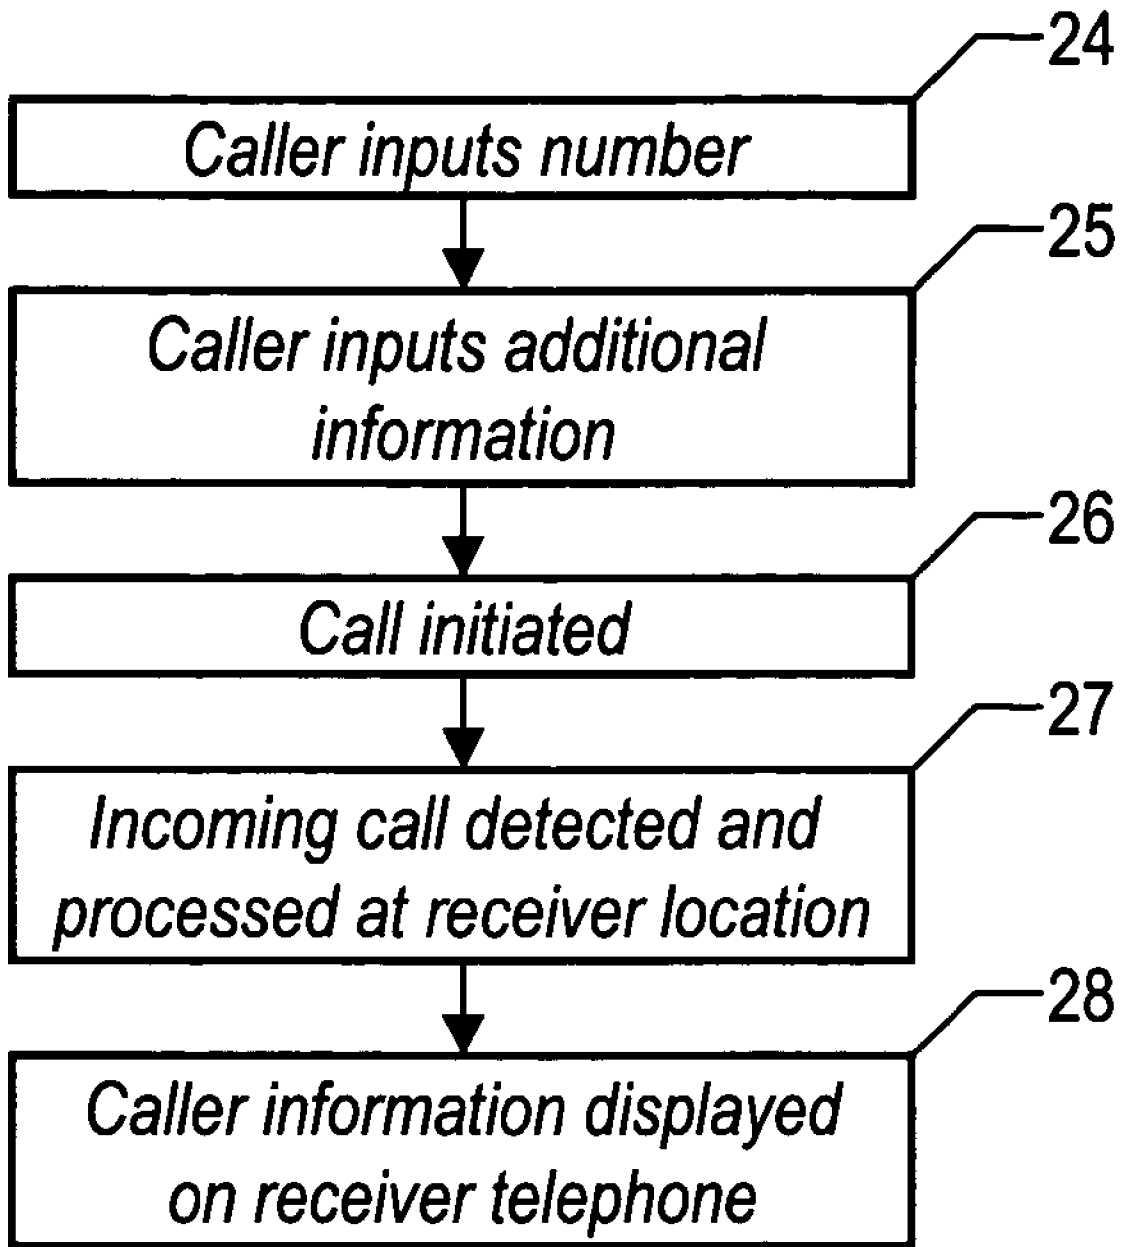 24
Caller inputs number
25
Caller inputs additional
information
26
Call initiated
27
Incoming call detected and
processed at receiver location
28
Caller information displayed
on receiver telephone